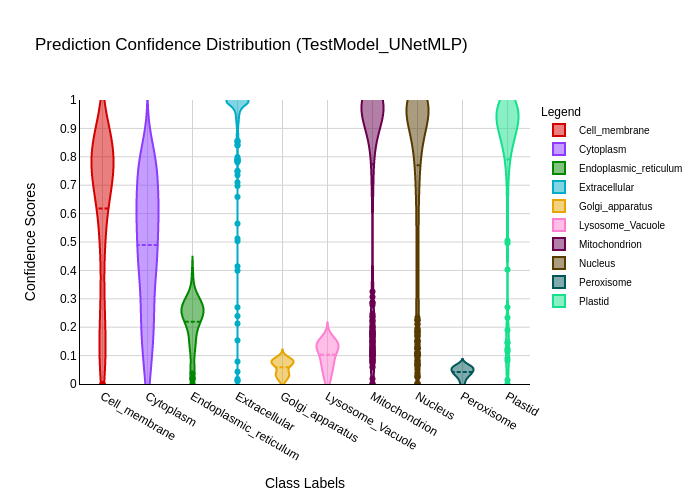 Prediction Confidence Distribution (TestModel_UNetMLP)
Confidence Scores
1
0.9
0.8
0.7
0.6
0.5
0.4
0.3
0.2
0.1
0
Cell_membrane
Cytoplasm
Endoplasmic_reticulum
Extracellular
Golgi_apparatus
Lysosome_Vacuole
Mitochondrion
Nucleus
Peroxisome
Plastid
Class Labels
Legend
Cell_membrane
Cytoplasm
Endoplasmic_reticulum
Extracellular
Golgi_apparatus
Lysosome_Vacuole
Mitochondrion
Nucleus
Peroxisome
Plastid